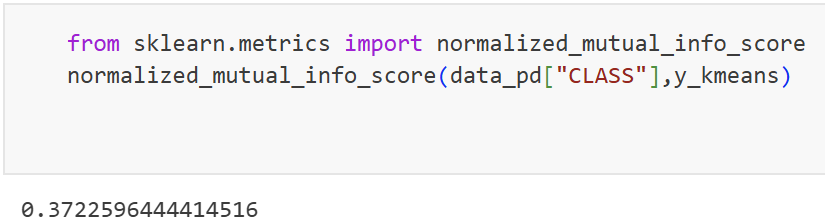 from sklearn.metrics import normalized_mutual_info_score
normalized_mutual_info_score(data_pd["CLASS"],y_kmeans)
0.3722596444414516